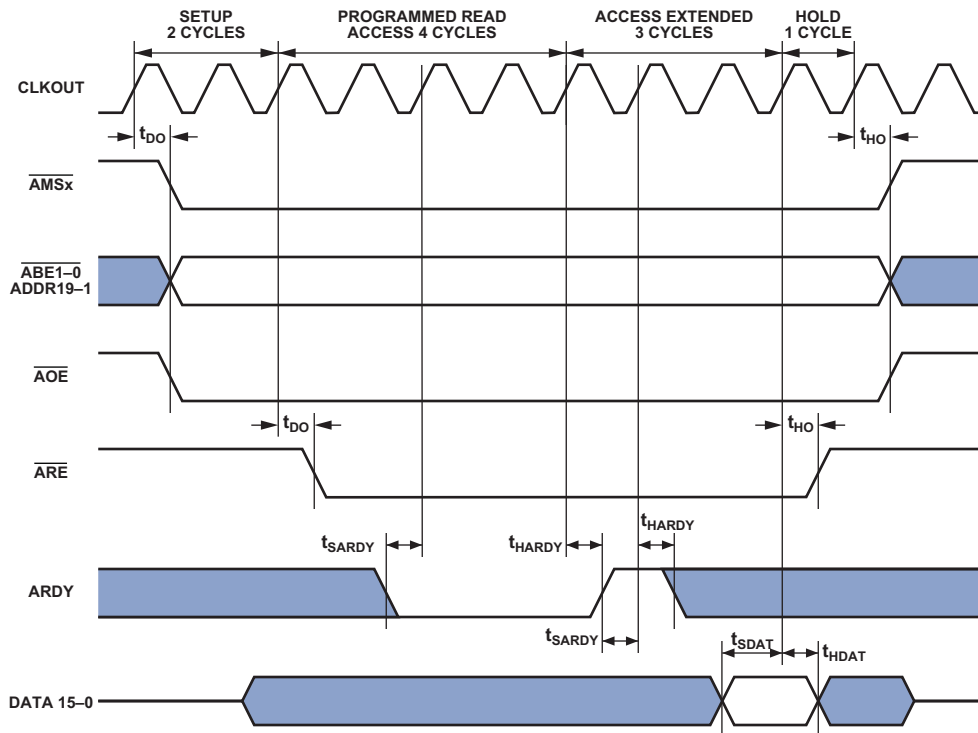 SETUP
2 CYCLES
PROGRAMMED READ
ACCESS 4 CYCLES
ACCESS EXTENDED
3 CYCLES
HOLD
1 CYCLE
CLKOUT
tDO
tHO
AMSx
ABE1–0
ADDR19–1
AOE
tDO
tHO
ARE
tSARDY
tHARDY
tHARDY
ARDY
tSARDY
tSDAT
tHDAT
DATA 15–0